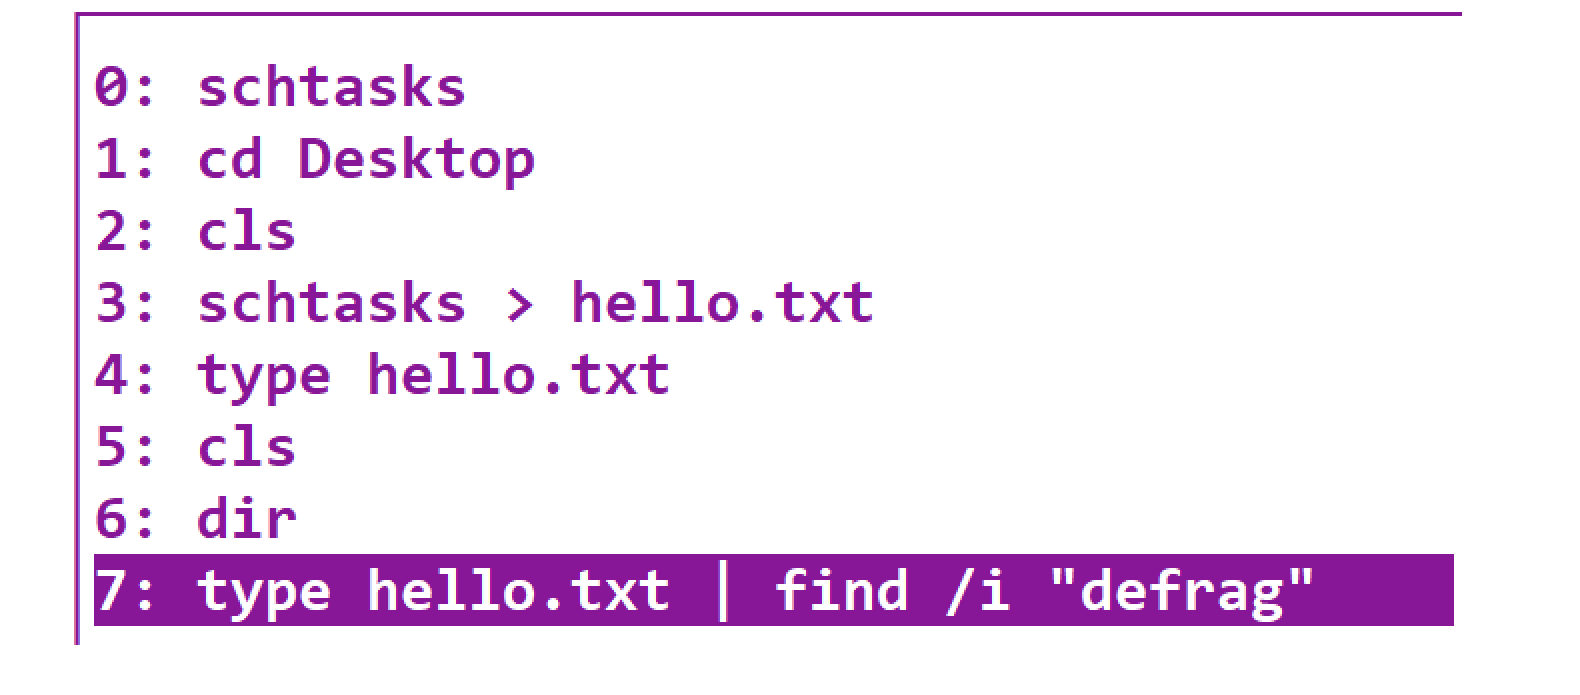 0: schtasks
1: cd Desktop
2: cls
3: schtasks > hello.txt
4: type hello.txt
5: cls
6: dir
7: type hello.txt | find /i "defrag"